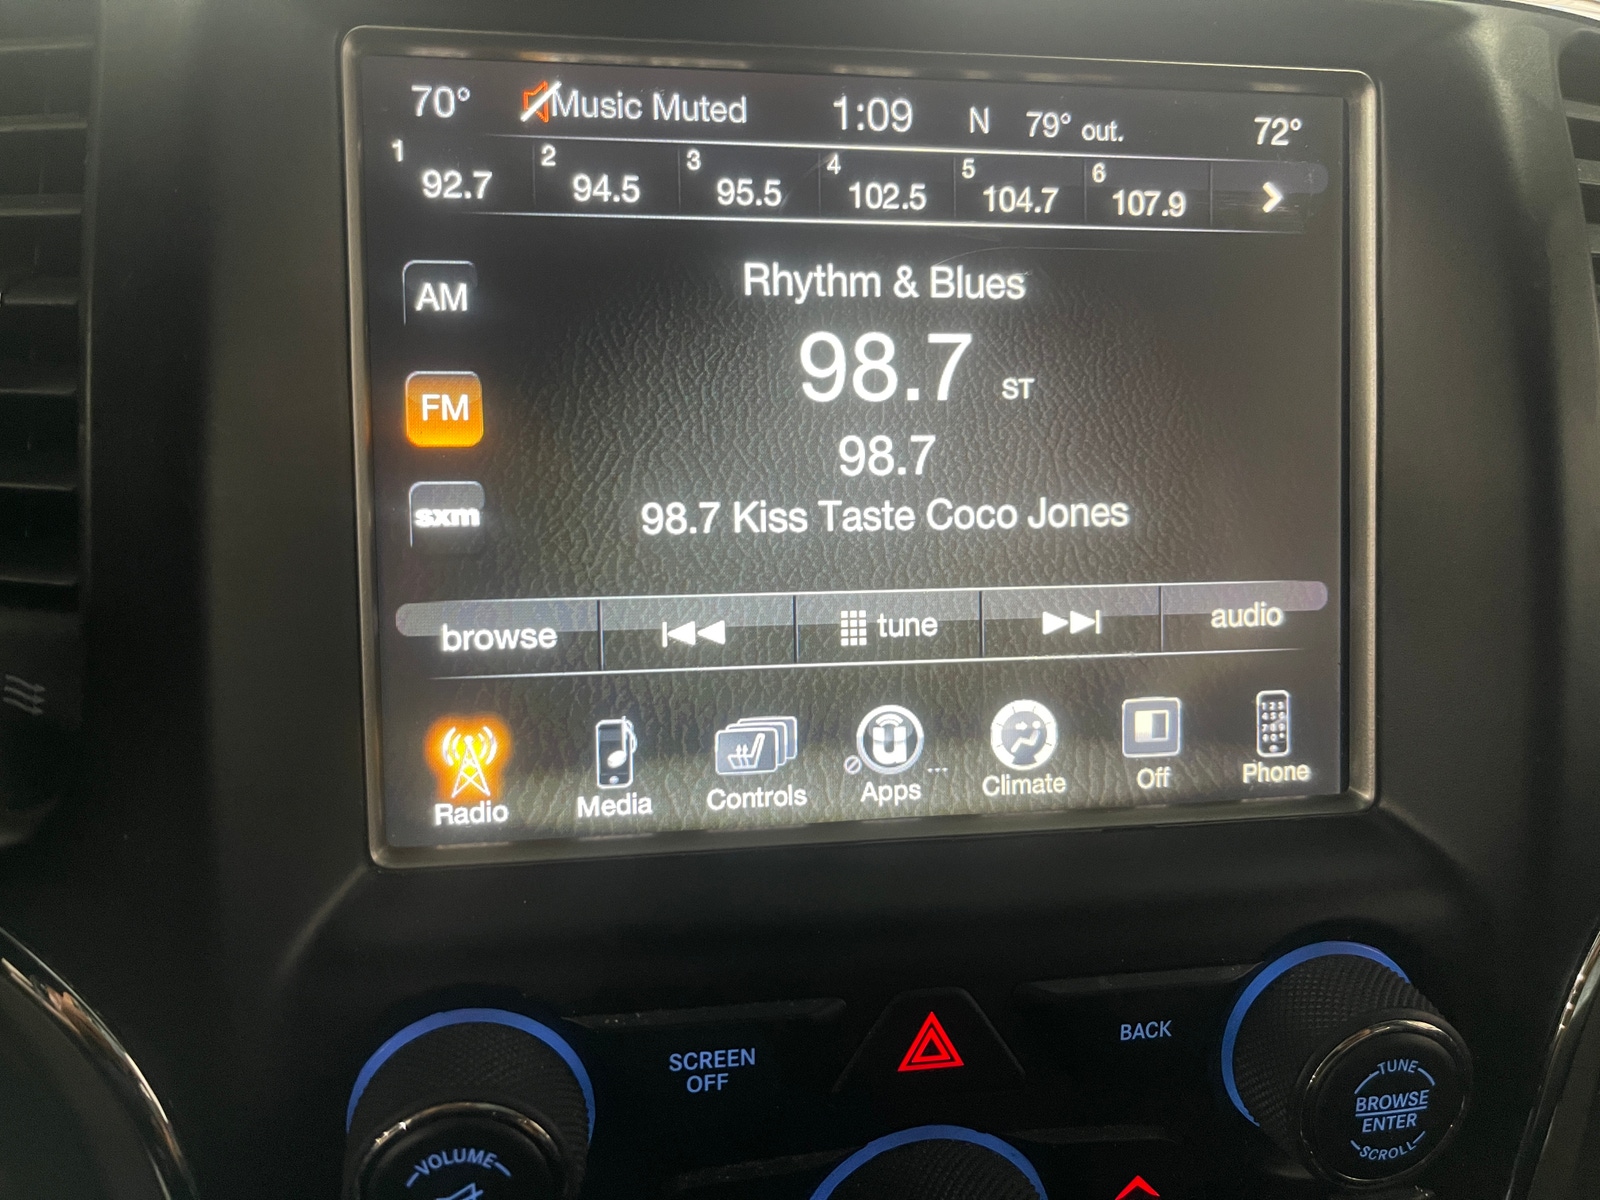 70° Music Muted 1:09 N 79° out. 72°
1 92.7 2 94.5 3 95.5 4 102.5 5 104.7 6 107.9
AM
Rhythm & Blues
98.7 ST
FM
98.7
sxm
98.7 Kiss Taste Coco Jones
browse tune audio
Radio Media Controls Apps ... Climate Off Phone
SCREEN
OFF
BACK
TUNE
BROWSE
ENTER
SCROLL
VOLUME